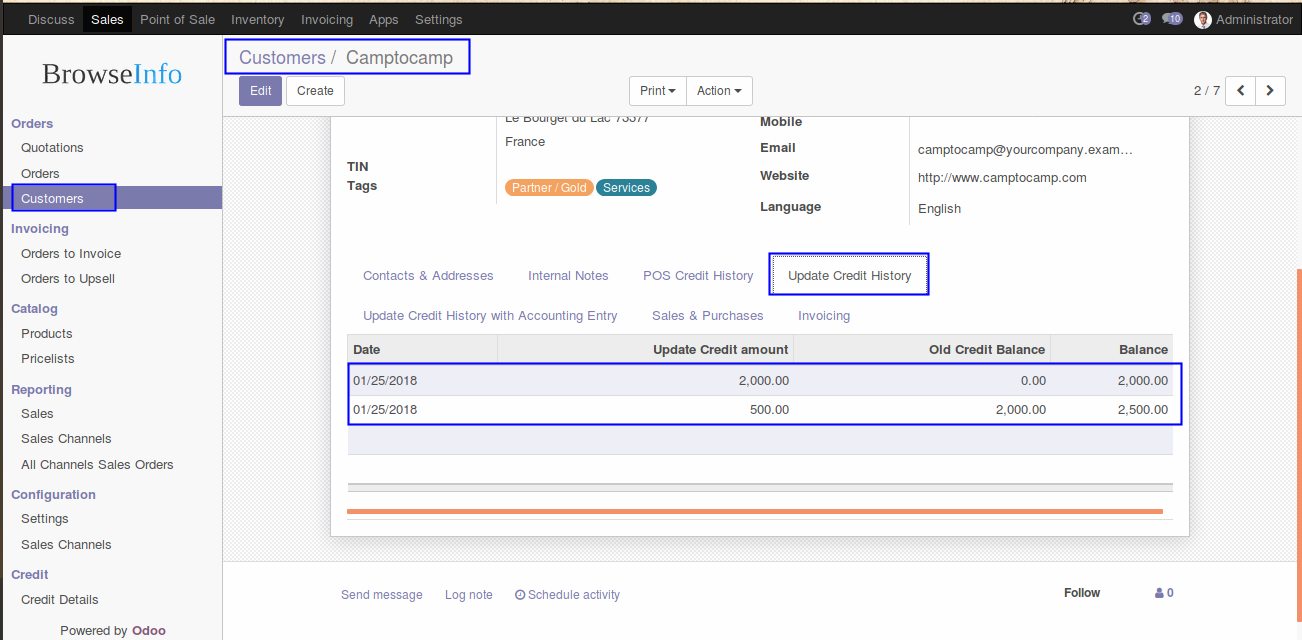 Discuss Sales Point of Sale Inventory Invoicing Apps Settings 2 10 Administrator
BrowseInfo
Orders
Quotations
Orders
Customers
Invoicing
Orders to Invoice
Orders to Upsell
Catalog
Products
Pricelists
Reporting
Sales
Sales Channels
All Channels Sales Orders
Configuration
Settings
Sales Channels
Credit
Credit Details
Powered by Odoo
Customers / Camptocamp
Edit Create Print Action 2 / 7
Le Bourget du Lac 73377
France
TIN
Tags Partner / Gold Services
Mobile
Email camptocamp@yourcompany.exam...
Website http://www.camptocamp.com
Language English
Contacts & Addresses Internal Notes POS Credit History Update Credit History
Update Credit History with Accounting Entry Sales & Purchases Invoicing
Date Update Credit amount Old Credit Balance Balance
01/25/2018 2,000.00 0.00 2,000.00
01/25/2018 500.00 2,000.00 2,500.00
Send message Log note Schedule activity Follow 0